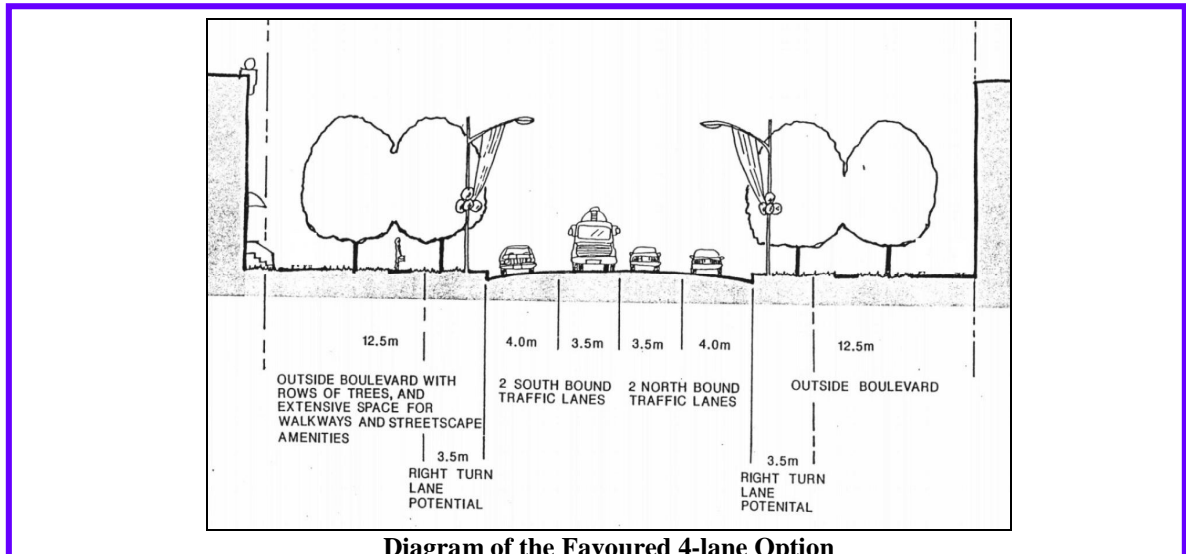 12.5m
4.0m
3.5m
3.5m
4.0m
12.5m
OUTSIDE BOULEVARD WITH
ROWS OF TREES, AND
EXTENSIVE SPACE FOR
WALKWAYS AND STREETSCAPE
AMENITIES
2 SOUTH BOUND
TRAFFIC LANES
2 NORTH BOUND
TRAFFIC LANES
OUTSIDE BOULEVARD
3.5m
RIGHT TURN
LANE
POTENTIAL
3.5m
RIGHT TURN
LANE
POTENITAL
Diagram of the Favoured 4-lane Option